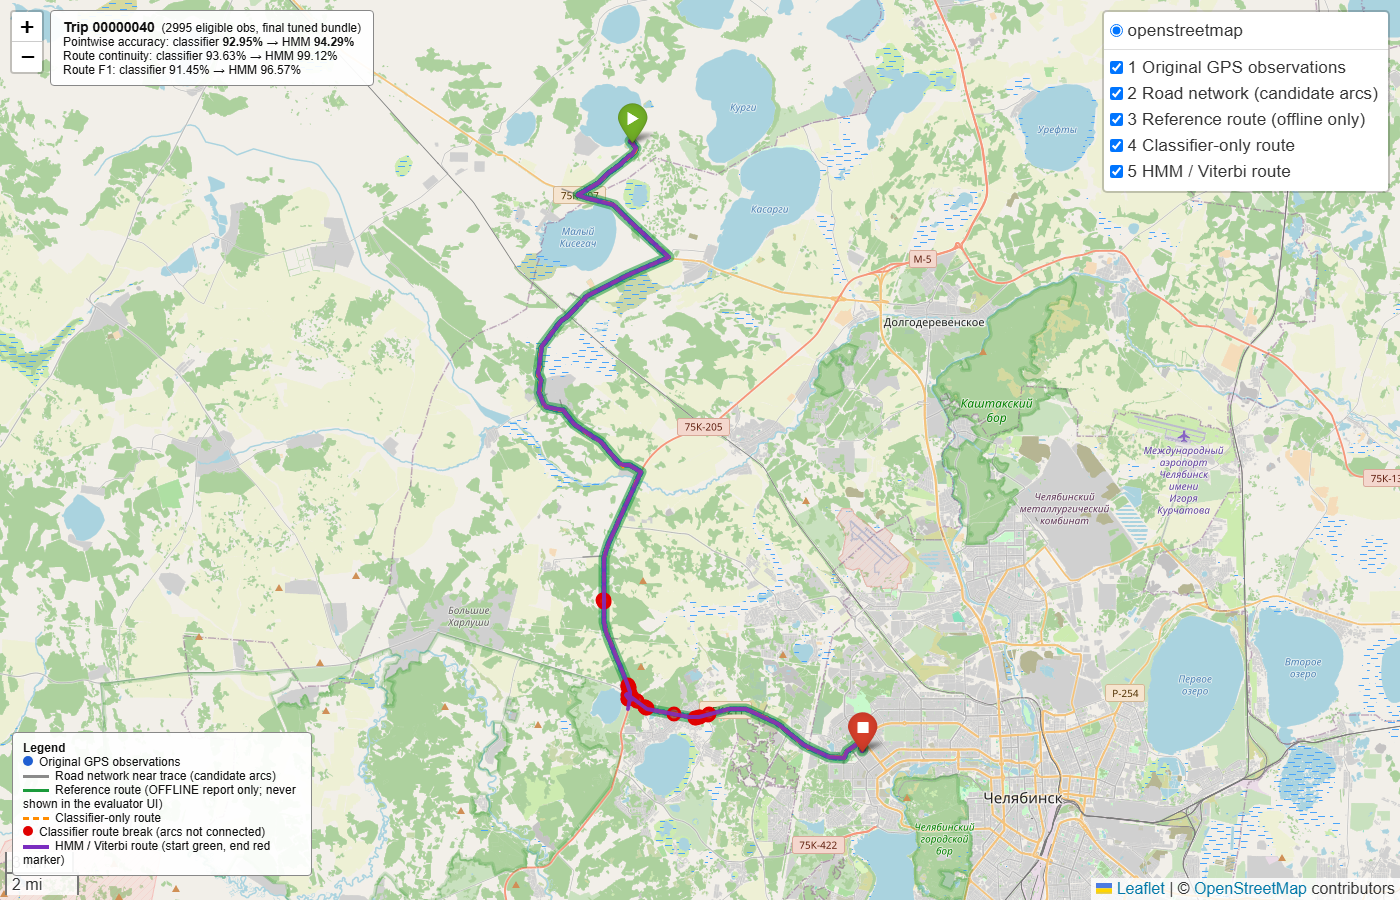 +
−
Trip 00000040 (2995 eligible obs, final tuned bundle)
Pointwise accuracy: classifier 92.95% → HMM 94.29%
Route continuity: classifier 93.63% → HMM 99.12%
Route F1: classifier 91.45% → HMM 96.57%
openstreetmap
1 Original GPS observations
2 Road network (candidate arcs)
3 Reference route (offline only)
4 Classifier-only route
5 HMM / Viterbi route
Курги
Урефты
Касарги
Малый
Кисегач
М-5
Долгодеревенское
Каштакский
бор
75К-205
Международный
аэропорт
Челябинск
имени
Игоря
Курчатова
75К-13
Челябинский
металлургический
комбинат
Большие
Харлуши
Первое
озеро
Второе
озеро
Р-254
Челябинск
Челябинский
городской
бор
75К-422
Legend
Original GPS observations
Road network near trace (candidate arcs)
Reference route (OFFLINE report only; never
shown in the evaluator UI)
Classifier-only route
Classifier route break (arcs not connected)
HMM / Viterbi route (start green, end red
marker)
2 mi
Leaflet | © OpenStreetMap contributors